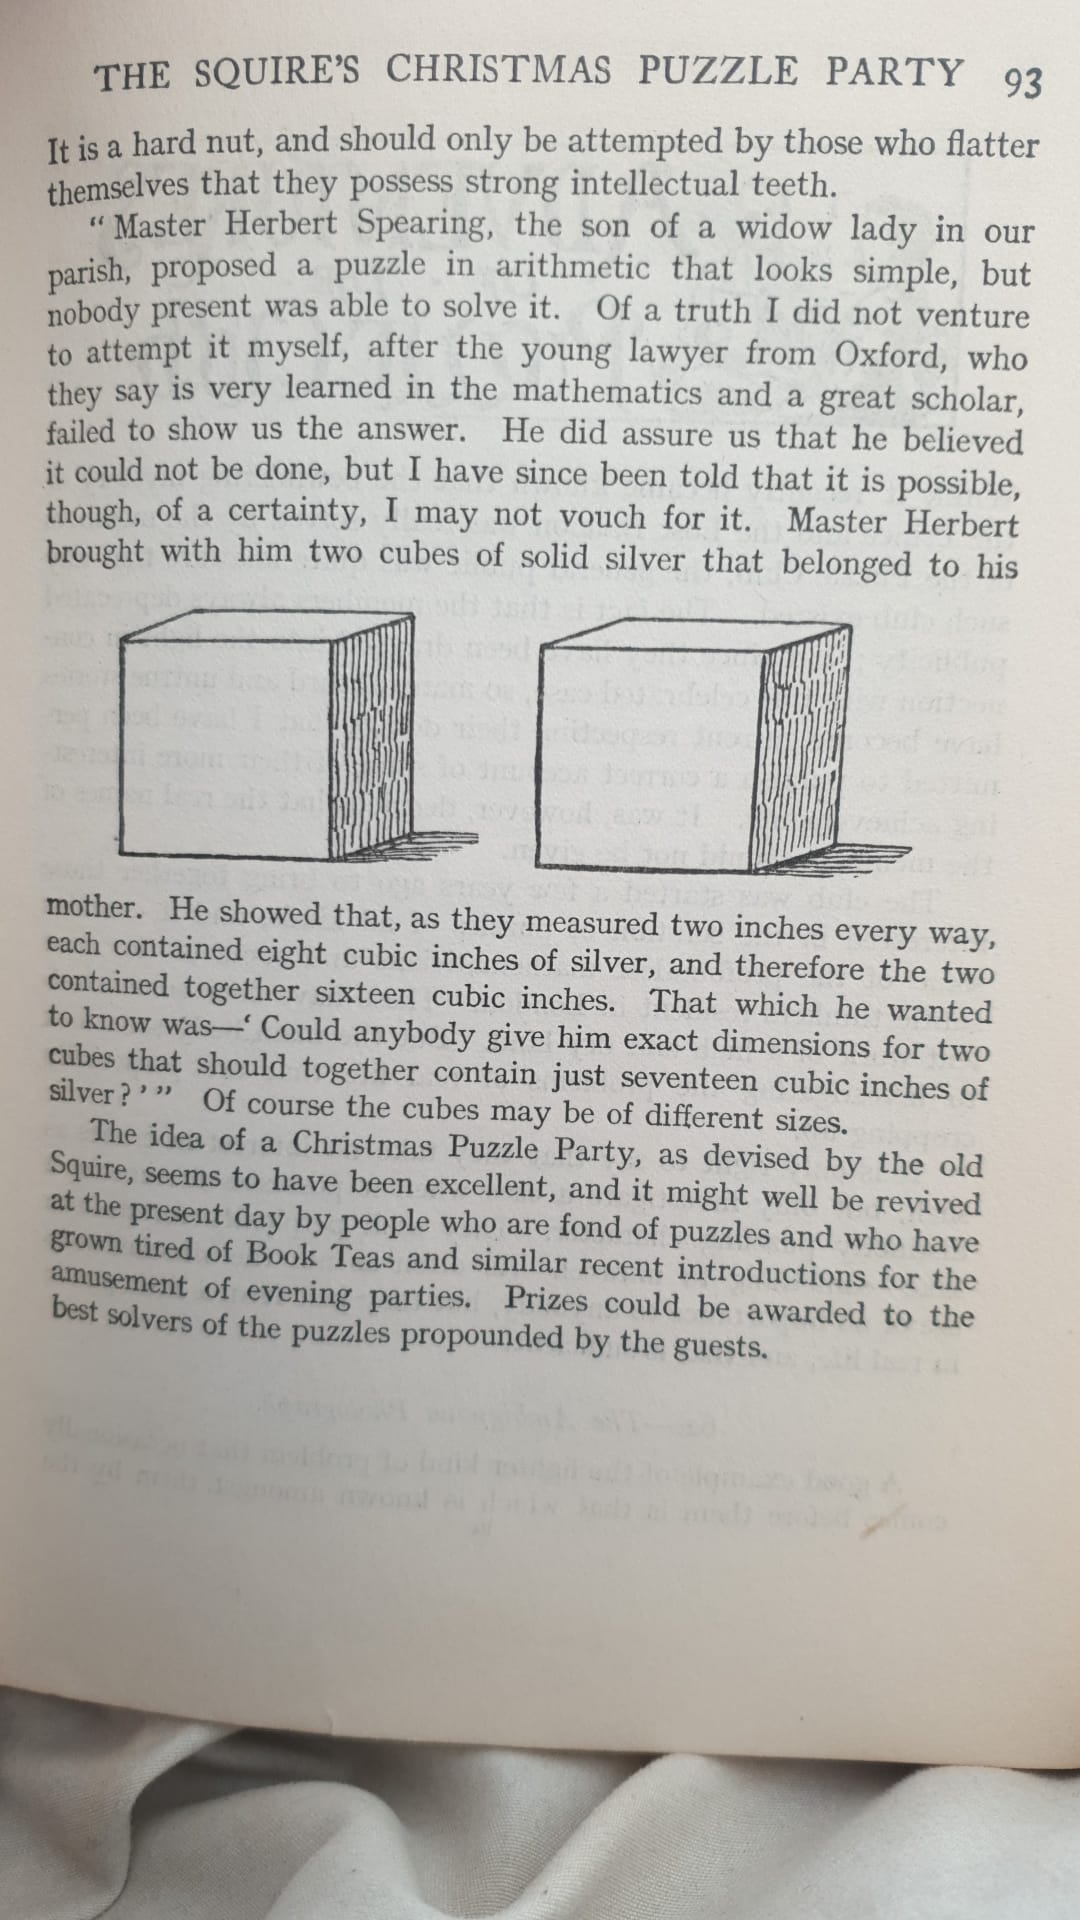 THE SQUIRE'S CHRISTMAS PUZZLE PARTY 93
It is a hard nut, and should only be attempted by those who flatter
themselves that they possess strong intellectual teeth.
“ Master Herbert Spearing, the son of a widow lady in our
parish, proposed a puzzle in arithmetic that looks simple, but
nobody present was able to solve it. Of a truth I did not venture
to attempt it myself, after the young lawyer from Oxford, who
they say is very learned in the mathematics and a great scholar,
failed to show us the answer. He did assure us that he believed
it could not be done, but I have since been told that it is possible,
though, of a certainty, I may not vouch for it. Master Herbert
brought with him two cubes of solid silver that belonged to his
mother. He showed that, as they measured two inches every way,
each contained eight cubic inches of silver, and therefore the two
contained together sixteen cubic inches. That which he wanted
to know was—‘ Could anybody give him exact dimensions for two
cubes that should together contain just seventeen cubic inches of
silver ? ’ ” Of course the cubes may be of different sizes.
The idea of a Christmas Puzzle Party, as devised by the old
Squire, seems to have been excellent, and it might well be revived
at the present day by people who are fond of puzzles and who have
grown tired of Book Teas and similar recent introductions for the
amusement of evening parties. Prizes could be awarded to the
best solvers of the puzzles propounded by the guests.